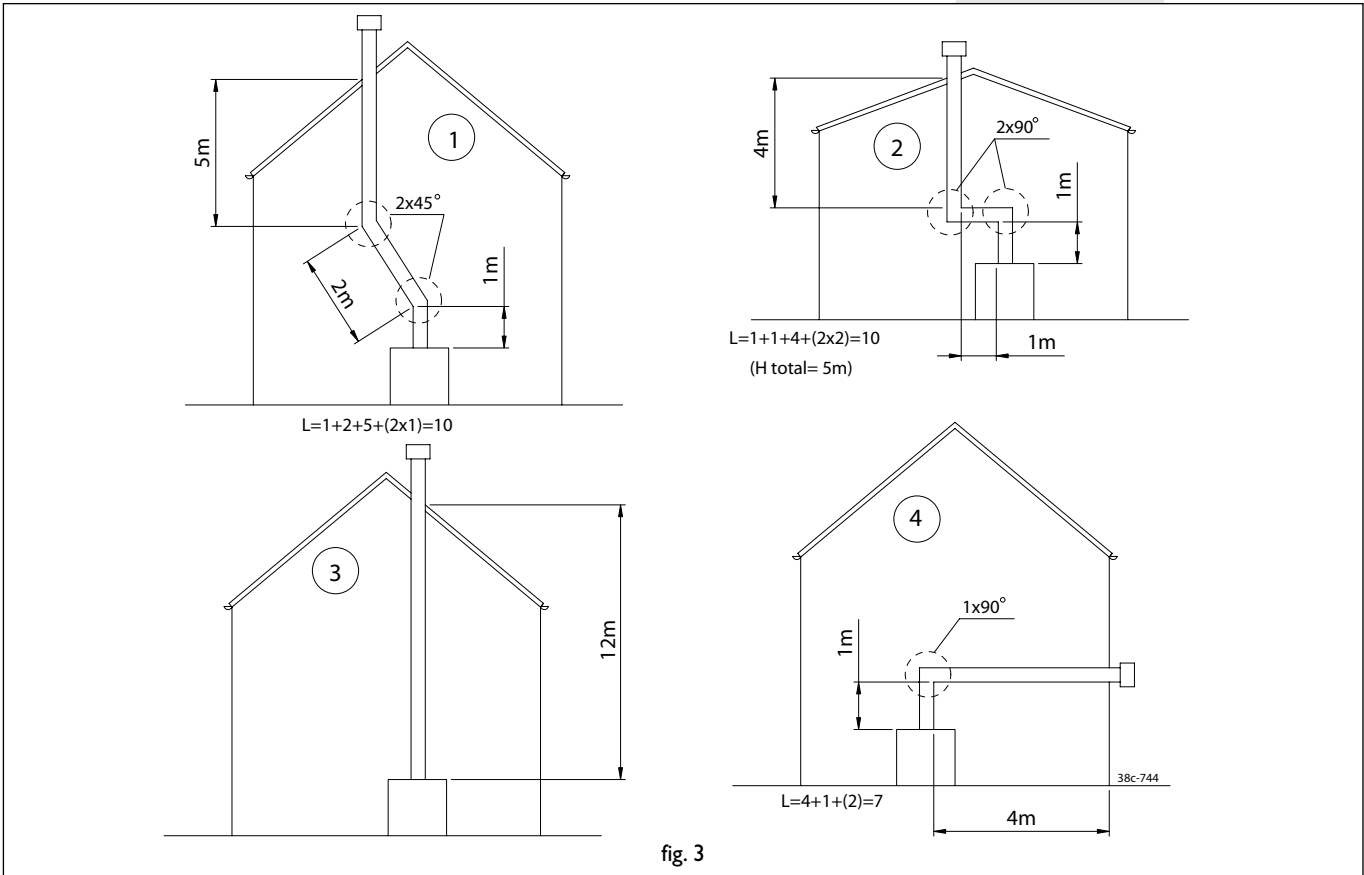 5m
1
2x45°
2m
1m
L=1+2+5+(2x1)=10
4m
2
2x90°
1m
L=1+1+4+(2x2)=10
1m
(H total= 5m)
3
12m
4
1x90°
1m
38c-744
L=4+1+(2)=7
4m
fig. 3